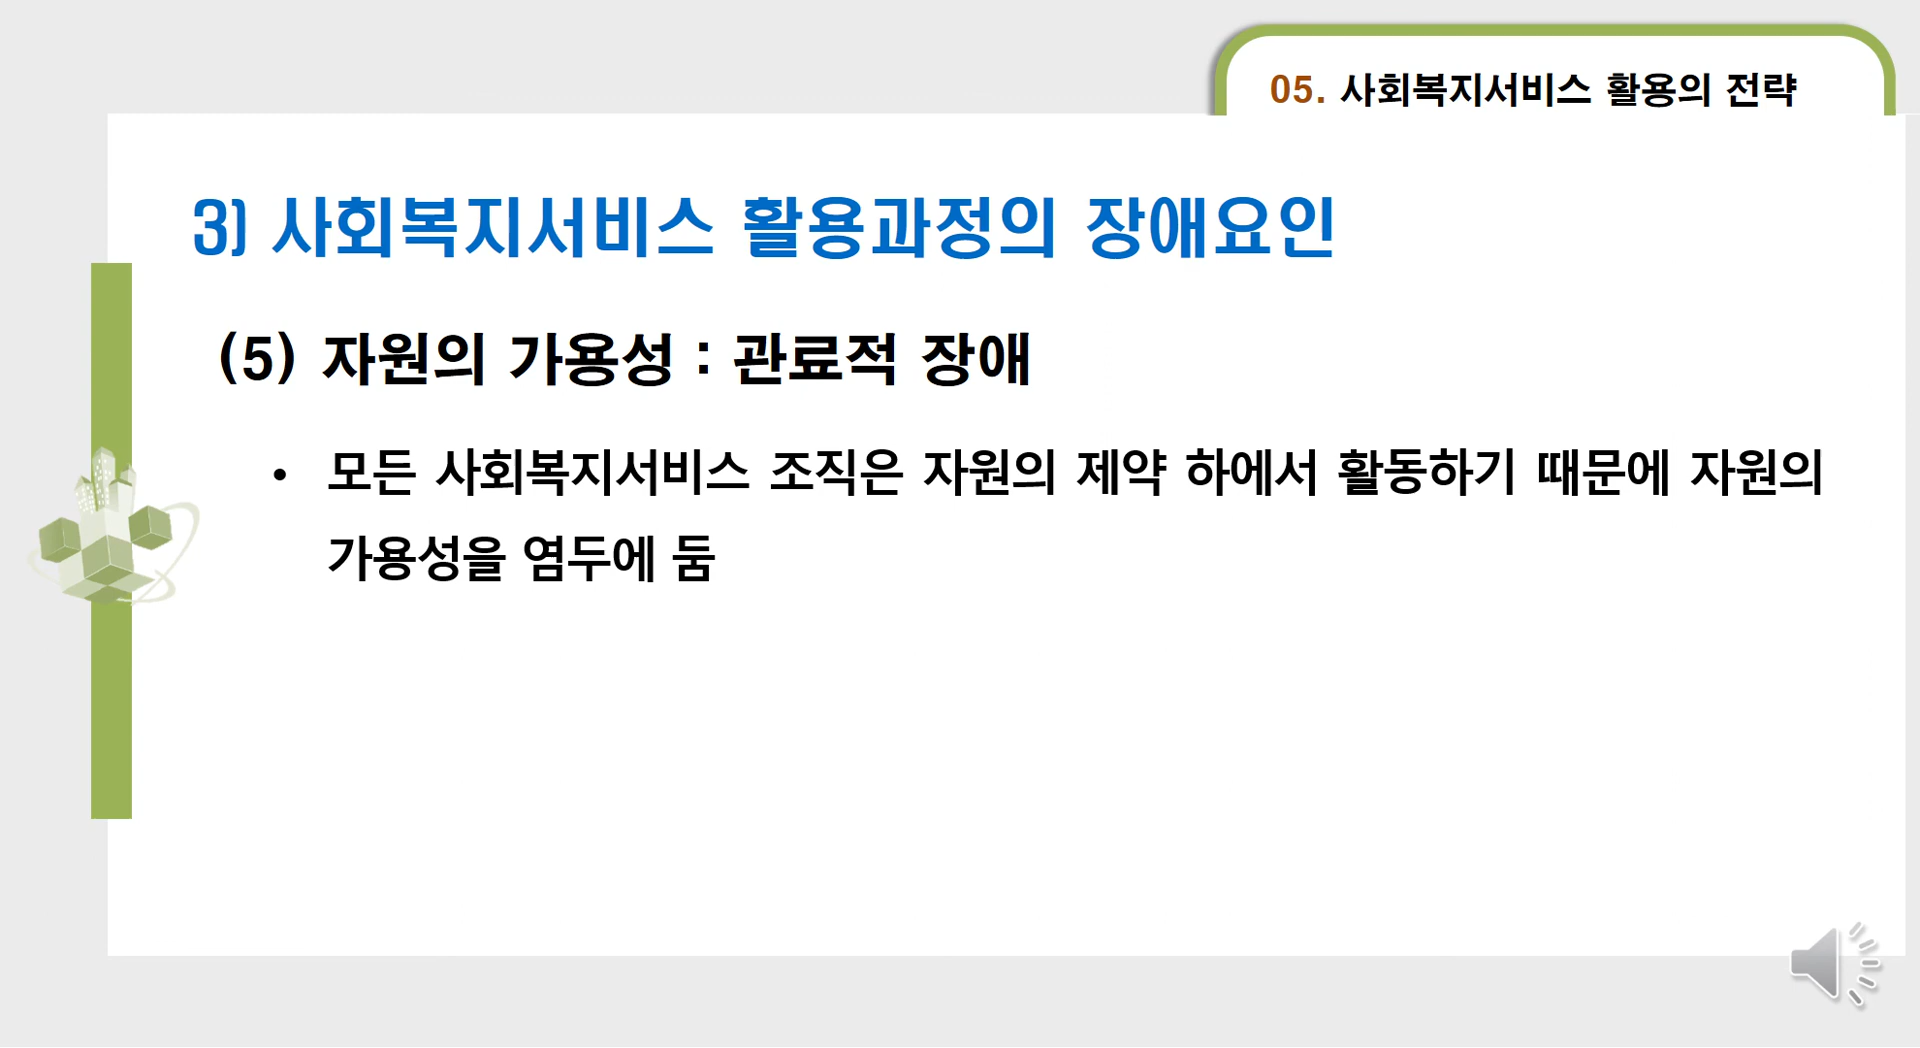 05. 사회복지서비스 활용의 전략
3) 사회복지서비스 활용과정의 장애요인
(5) 자원의 가용성 : 관료적 장애
• 모든 사회복지서비스 조직은 자원의 제약 하에서 활동하기 때문에 자원의
가용성을 염두에 둠